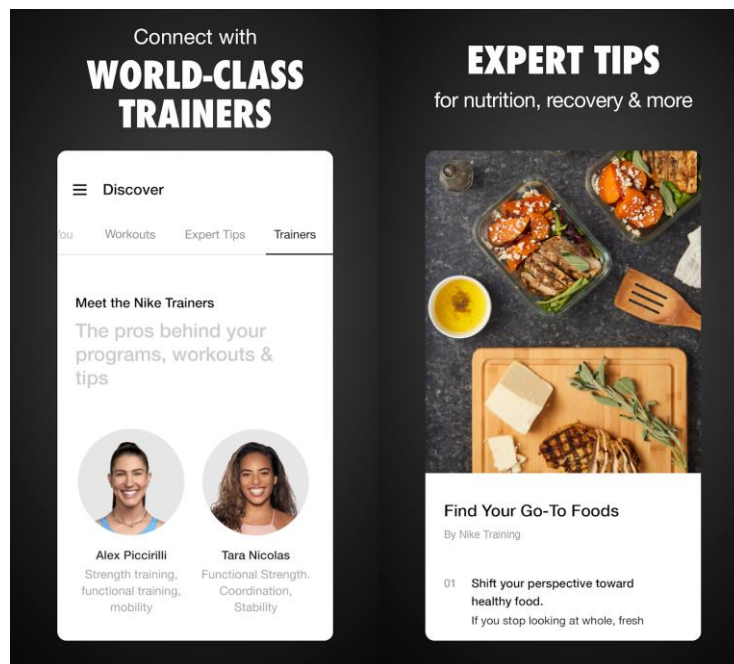 Connect with
WORLD-CLASS
TRAINERS
Discover
You Workouts Expert Tips Trainers
Meet the Nike Trainers
The pros behind your
programs, workouts &
tips
Alex Piccirilli
Strength training,
functional training,
mobility
Tara Nicolas
Functional Strength.
Coordination,
Stability
EXPERT TIPS
for nutrition, recovery & more
Find Your Go-To Foods
By Nike Training
01 Shift your perspective toward
healthy food.
If you stop looking at whole, fresh